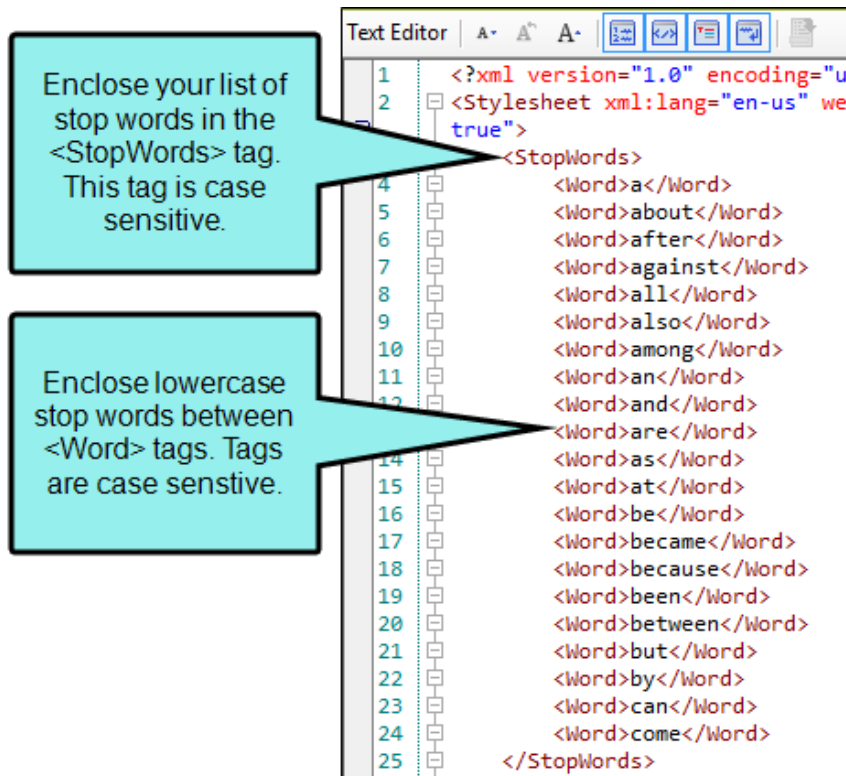 Text Editor
Enclose your list of
stop words in the
<StopWords> tag.
This tag is case
sensitive.
Enclose lowercase
stop words between
<Word> tags. Tags
are case senstive.
1 <?xml version="1.0" encoding="u
2 <Stylesheet xml:lang="en-us" we
true">
<StopWords>
4 <Word>a</Word>
5 <Word>about</Word>
6 <Word>after</Word>
7 <Word>against</Word>
8 <Word>all</Word>
9 <Word>also</Word>
10 <Word>among</Word>
11 <Word>an</Word>
12 <Word>and</Word>
<Word>are</Word>
14 <Word>as</Word>
15 <Word>at</Word>
16 <Word>be</Word>
17 <Word>became</Word>
18 <Word>because</Word>
19 <Word>been</Word>
20 <Word>between</Word>
21 <Word>but</Word>
22 <Word>by</Word>
23 <Word>can</Word>
24 <Word>come</Word>
25 </StopWords>